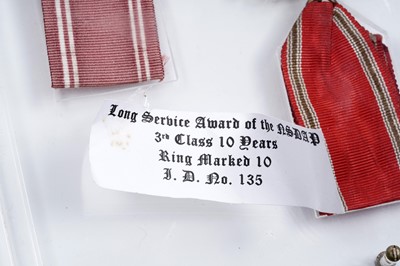 Long Service Award of the NSDAP
3rd Class 10 Years
Ring Marked 10
I. D. No. 135